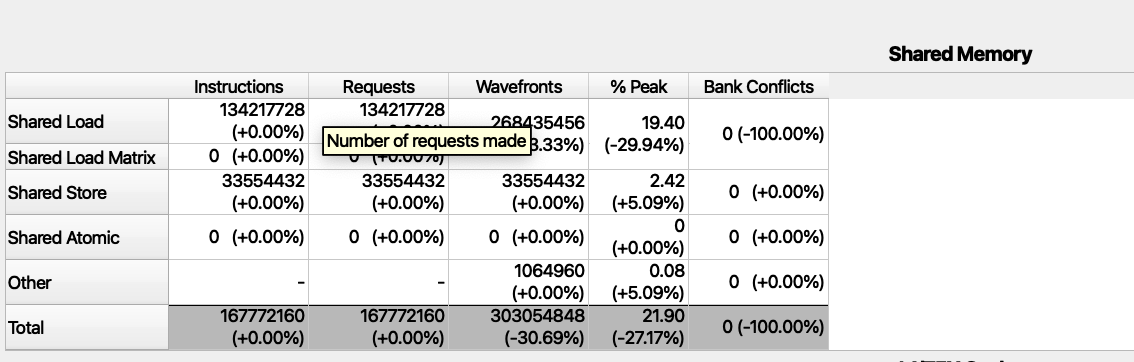 Shared Memory
Instructions Requests Wavefronts % Peak Bank Conflicts
Shared Load 134217728 (+0.00%) 134217728 268435456 3.33%) 19.40 (-29.94%) 0 (-100.00%)
Number of requests made
Shared Load Matrix 0 (+0.00%) 0 (+0.00%)
Shared Store 33554432 (+0.00%) 33554432 (+0.00%) 33554432 (+0.00%) 2.42 (+5.09%) 0 (+0.00%)
Shared Atomic 0 (+0.00%) 0 (+0.00%) 0 (+0.00%) 0 (+0.00%) 0 (+0.00%)
Other - - 1064960 (+0.00%) 0.08 (+5.09%) 0 (+0.00%)
Total 167772160 (+0.00%) 167772160 (+0.00%) 303054848 (-30.69%) 21.90 (-27.17%) 0 (-100.00%)